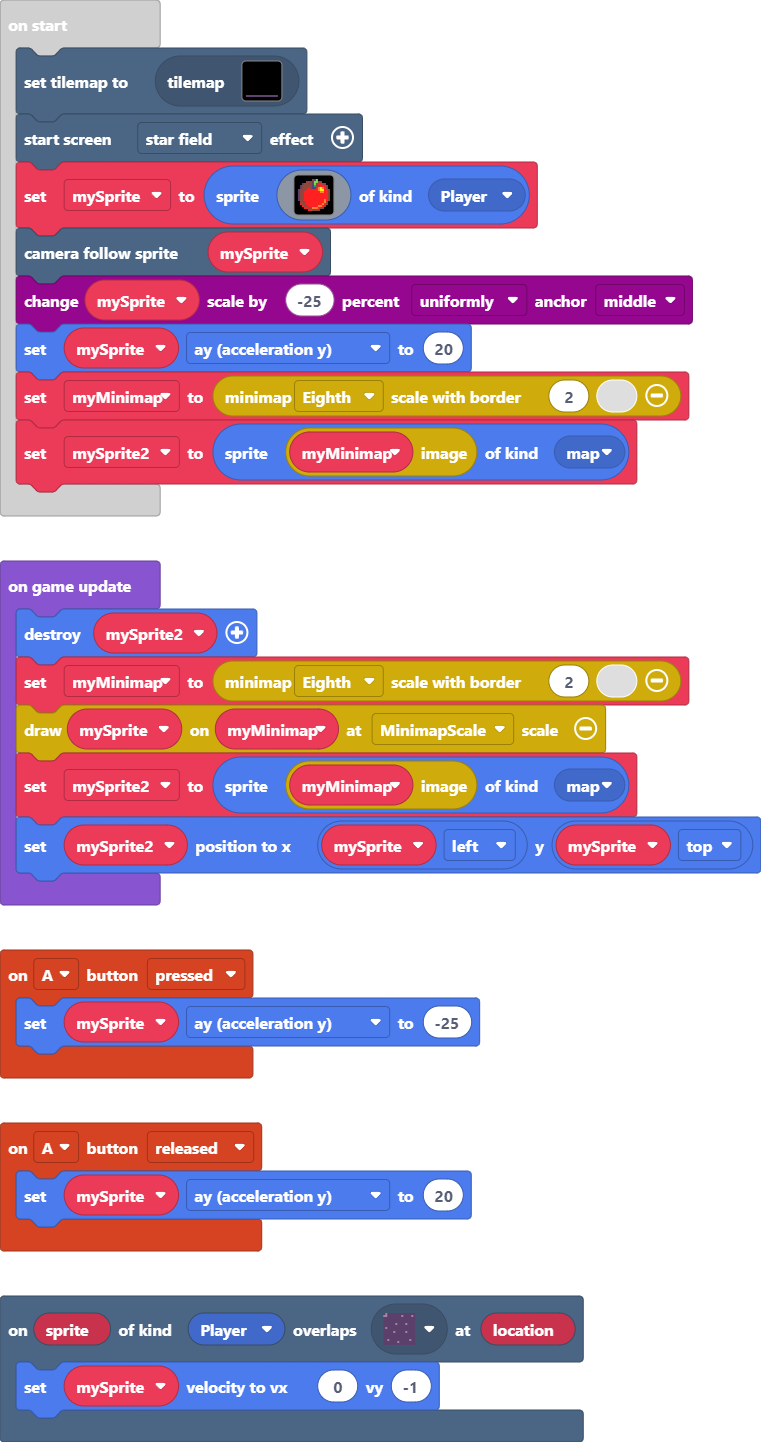 on start
set tilemap to tilemap
start screen star field effect
set mySprite to sprite of kind Player
camera follow sprite mySprite
change mySprite scale by -25 percent uniformly anchor middle
set mySprite ay (acceleration y) to 20
set myMinimap to minimap Eighth scale with border 2
set mySprite2 to sprite myMinimap image of kind map
on game update
destroy mySprite2
set myMinimap to minimap Eighth scale with border 2
draw mySprite on myMinimap at MinimapScale scale
set mySprite2 to sprite myMinimap image of kind map
set mySprite2 position to x mySprite left y mySprite top
on A button pressed
set mySprite ay (acceleration y) to -25
on A button released
set mySprite ay (acceleration y) to 20
on sprite of kind Player overlaps at location
set mySprite velocity to vx 0 vy -1